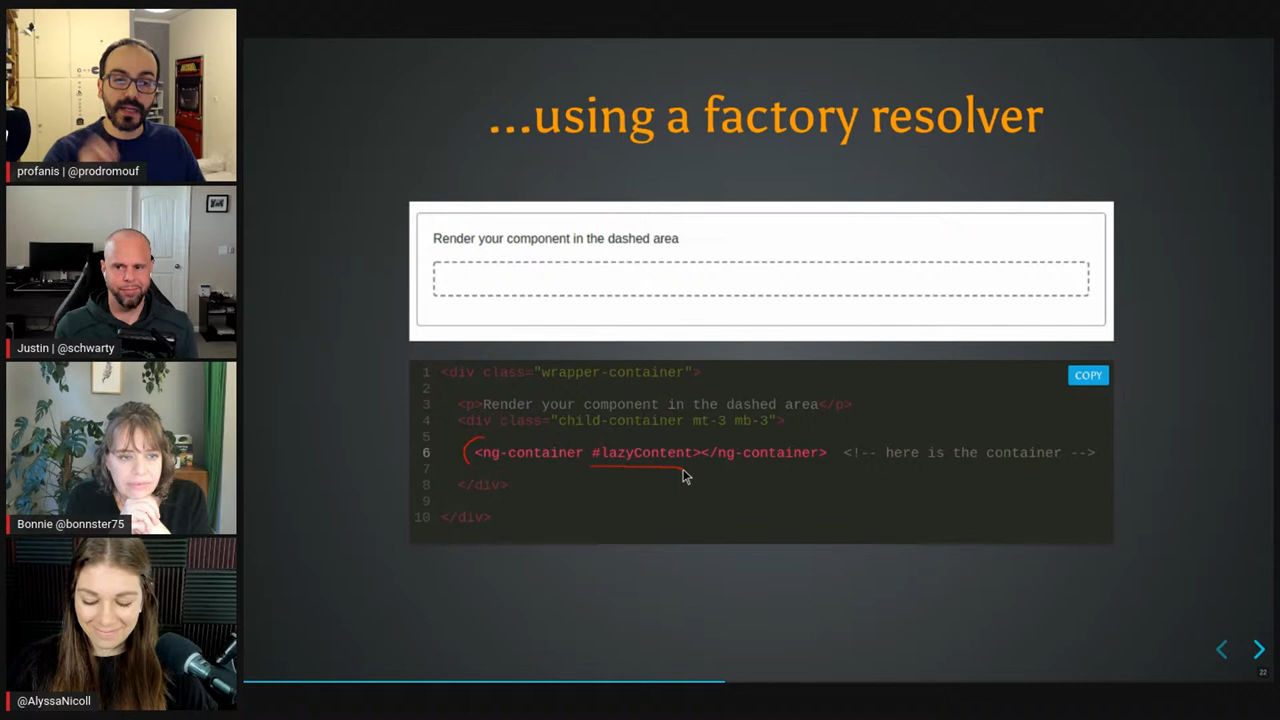 profanis | @prodromouf
Justin | @schwarty
Bonnie @bonnster75
@AlyssaNicoll
...using a factory resolver
Render your component in the dashed area
COPY
1 <div class="wrapper-container">
2
3 <p>Render your component in the dashed area</p>
4 <div class="child-container mt-3 mb-3">
5
6 <ng-container #lazyContent></ng-container> <!-- here is the container -->
7
8 </div>
9
10 </div>
22